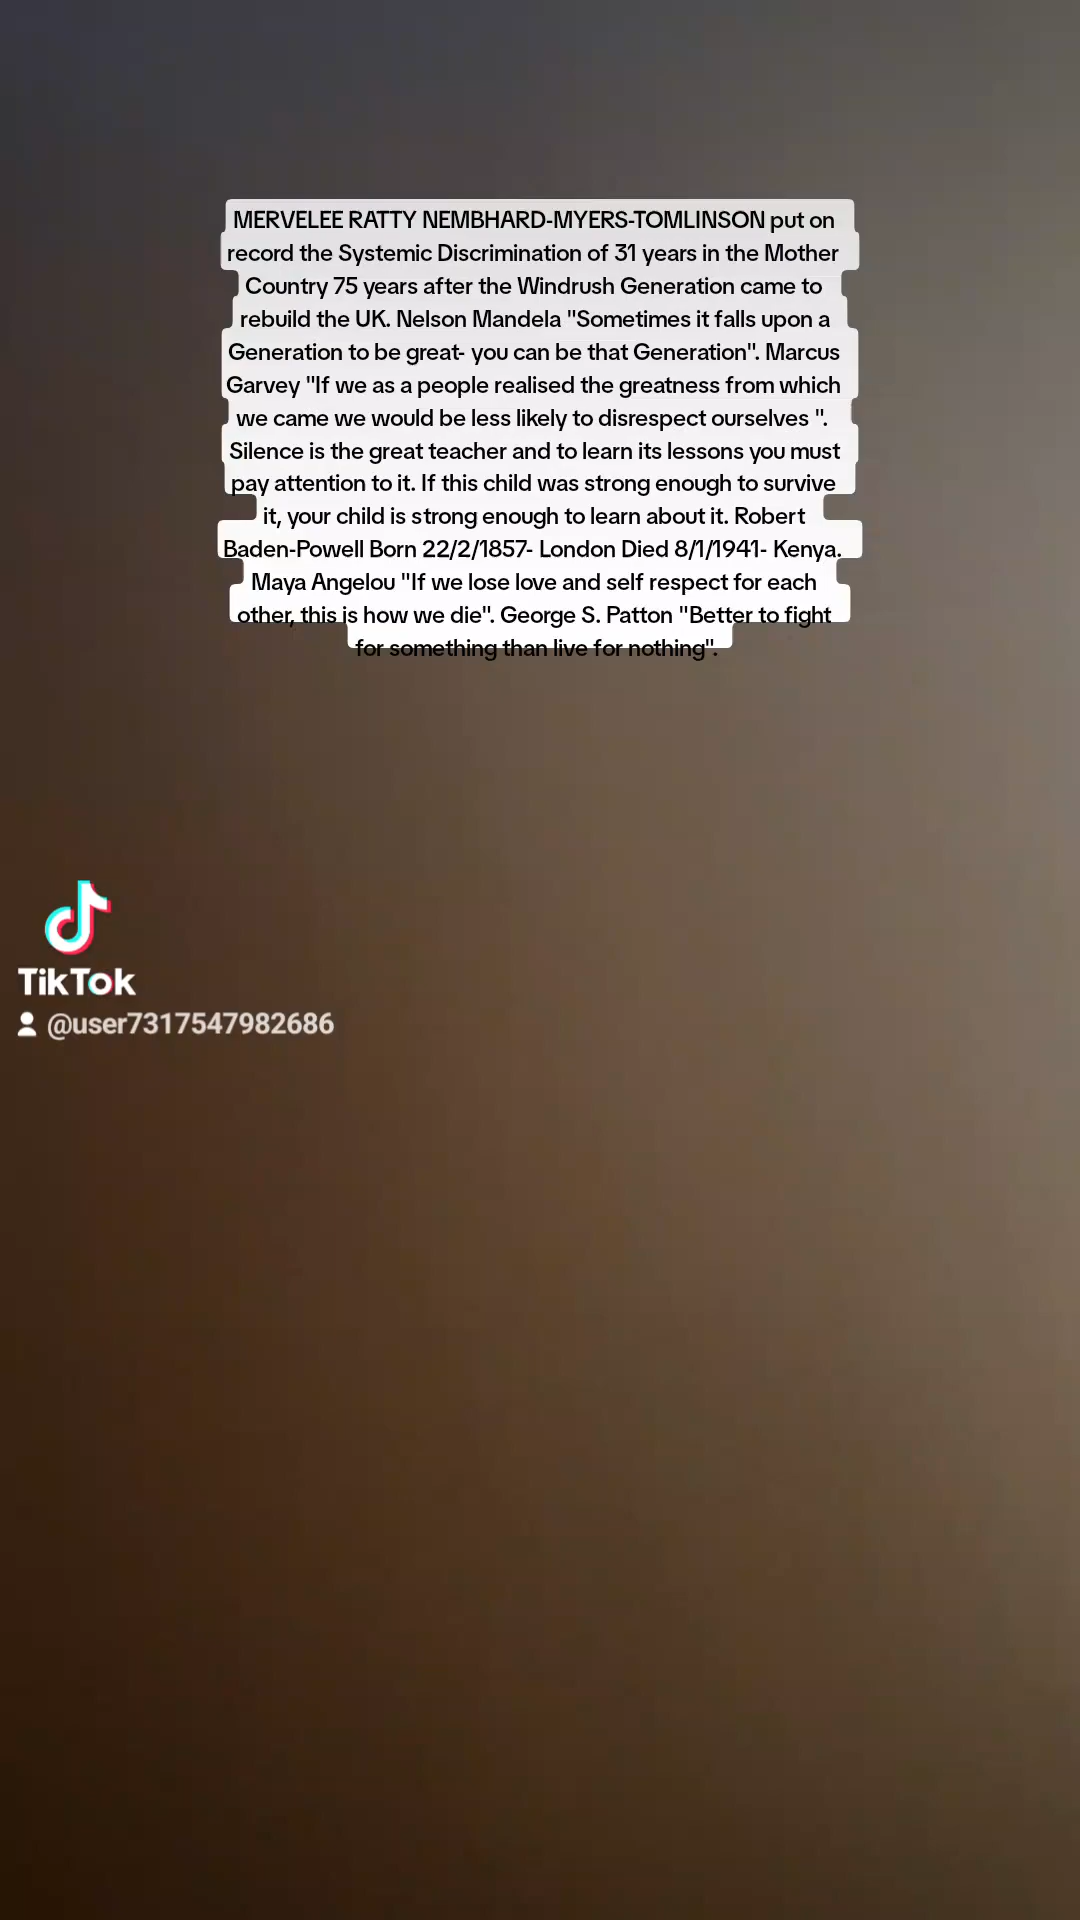 MERVELEE RATTY NEMBHARD-MYERS-TOMLINSON put on
record the Systemic Discrimination of 31 years in the Mother
Country 75 years after the Windrush Generation came to
rebuild the UK. Nelson Mandela "Sometimes it falls upon a
Generation to be great- you can be that Generation". Marcus
Garvey "If we as a people realised the greatness from which
we came we would be less likely to disrespect ourselves ".
Silence is the great teacher and to learn its lessons you must
pay attention to it. If this child was strong enough to survive
it, your child is strong enough to learn about it. Robert
Baden-Powell Born 22/2/1857- London Died 8/1/1941- Kenya.
Maya Angelou "If we lose love and self respect for each
other, this is how we die". George S. Patton "Better to fight
for something than live for nothing".
TikTok
@user7317547982686